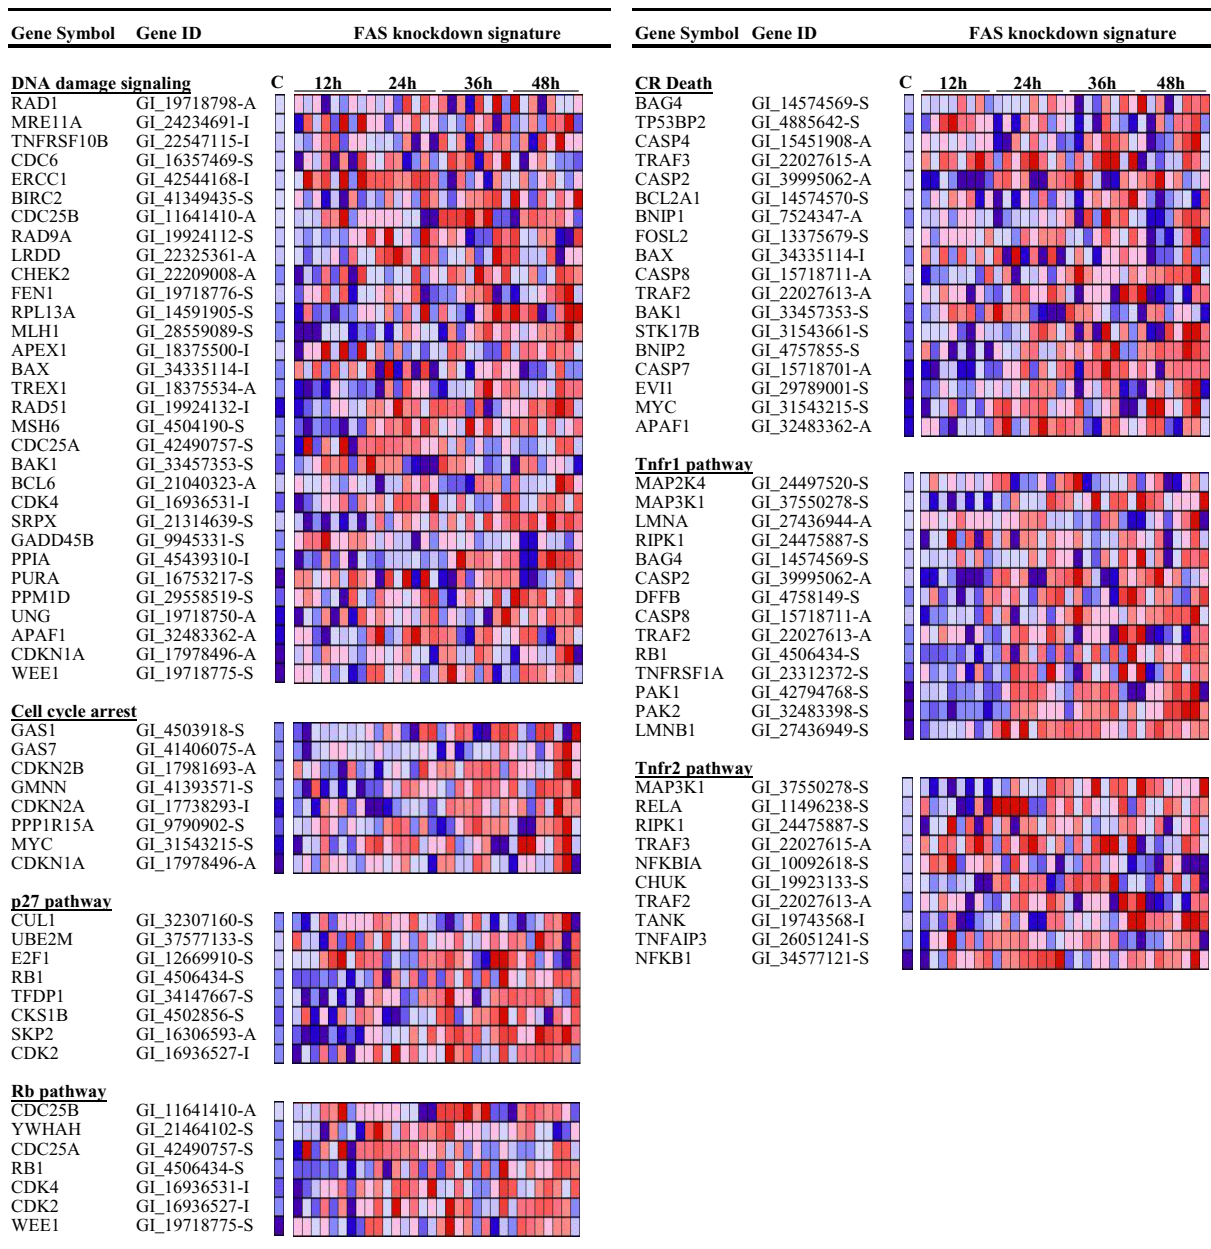 Gene Symbol Gene ID FAS knockdown signature
DNA damage signaling C 12h 24h 36h 48h
RAD1 GI_19718798-A
MRE11A GI_24234691-I
TNFRSF10B GI_22547115-I
CDC6 GI_16357469-S
ERCC1 GI_42544168-I
BIRC2 GI_41349435-S
CDC25B GI_11641410-A
RAD9A GI_19924112-S
LRDD GI_22325361-A
CHEK2 GI_22209008-A
FEN1 GI_19718776-S
RPL13A GI_14591905-S
MLH1 GI_28559089-S
APEX1 GI_18375500-I
BAX GI_34335114-I
TREX1 GI_18375534-A
RAD51 GI_19924132-I
MSH6 GI_4504190-S
CDC25A GI_42490757-S
BAK1 GI_33457353-S
BCL6 GI_21040323-A
CDK4 GI_16936531-I
SRPX GI_21314639-S
GADD45B GI_9945331-S
PPIA GI_45439310-I
PURA GI_16753217-S
PPM1D GI_29558519-S
UNG GI_19718750-A
APAF1 GI_32483362-A
CDKN1A GI_17978496-A
WEE1 GI_19718775-S
Cell cycle arrest
GAS1 GI_4503918-S
GAS7 GI_41406075-A
CDKN2B GI_17981693-A
GMNN GI_41393571-S
CDKN2A GI_17738293-I
PPP1R15A GI_9790902-S
MYC GI_31543215-S
CDKN1A GI_17978496-A
p27 pathway
CUL1 GI_32307160-S
UBE2M GI_37577133-S
E2F1 GI_12669910-S
RB1 GI_4506434-S
TFDP1 GI_34147667-S
CKS1B GI_4502856-S
SKP2 GI_16306593-A
CDK2 GI_16936527-I
Rb pathway
CDC25B GI_11641410-A
YWHAH GI_21464102-S
CDC25A GI_42490757-S
RB1 GI_4506434-S
CDK4 GI_16936531-I
CDK2 GI_16936527-I
WEE1 GI_19718775-S
Gene Symbol Gene ID FAS knockdown signature
CR Death C 12h 24h 36h 48h
BAG4 GI_14574569-S
TP53BP2 GI_4885642-S
CASP4 GI_15451908-A
TRAF3 GI_22027615-A
CASP2 GI_39995062-A
BCL2A1 GI_14574570-S
BNIP1 GI_7524347-A
FOSL2 GI_13375679-S
BAX GI_34335114-I
CASP8 GI_15718711-A
TRAF2 GI_22027613-A
BAK1 GI_33457353-S
STK17B GI_31543661-S
BNIP2 GI_4757855-S
CASP7 GI_15718701-A
EVI1 GI_29789001-S
MYC GI_31543215-S
APAF1 GI_32483362-A
Tnfr1 pathway
MAP2K4 GI_24497520-S
MAP3K1 GI_37550278-S
LMNA GI_27436944-A
RIPK1 GI_24475887-S
BAG4 GI_14574569-S
CASP2 GI_39995062-A
DFFB GI_4758149-S
CASP8 GI_15718711-A
TRAF2 GI_22027613-A
RB1 GI_4506434-S
TNFRSF1A GI_23312372-S
PAK1 GI_42794768-S
PAK2 GI_32483398-S
LMNB1 GI_27436949-S
Tnfr2 pathway
MAP3K1 GI_37550278-S
RELA GI_11496238-S
RIPK1 GI_24475887-S
TRAF3 GI_22027615-A
NFKBIA GI_10092618-S
CHUK GI_19923133-S
TRAF2 GI_22027613-A
TANK GI_19743568-I
TNFAIP3 GI_26051241-S
NFKB1 GI_34577121-S